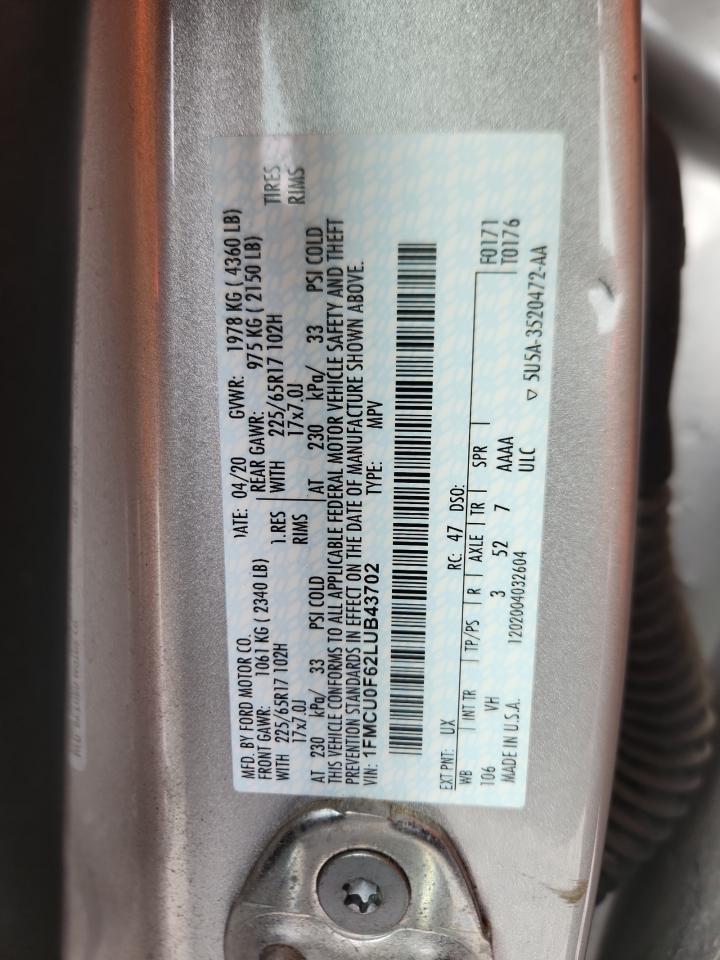 MFD. BY FORD MOTOR CO. DATE: 04/20 GVWR: 1978 KG ( 4360 LB)
FRONT GAWR: 1061 KG ( 2340 LB) REAR GAWR: 975 KG ( 2150 LB)
WITH 225/65R17 102H TIRES WITH 225/65R17 102H TIRES
17x7.0J RIMS 17x7.0J RIMS
AT 230 kPa/ 33 PSI COLD AT 230 kPa/ 33 PSI COLD
THIS VEHICLE CONFORMS TO ALL APPLICABLE FEDERAL MOTOR VEHICLE SAFETY AND THEFT
PREVENTION STANDARDS IN EFFECT ON THE DATE OF MANUFACTURE SHOWN ABOVE.
VIN: 1FMCU0F62LUB43702 TYPE: MPV
EXT PNT: UX RC: 47 DSO:
WB INT TR TP/PS R AXLE TR SPR F0171
106 VH 3 52 7 AAAA T0176
MADE IN U.S.A. 1202004032604 ULC
▽ 5U5A-3520472-AA